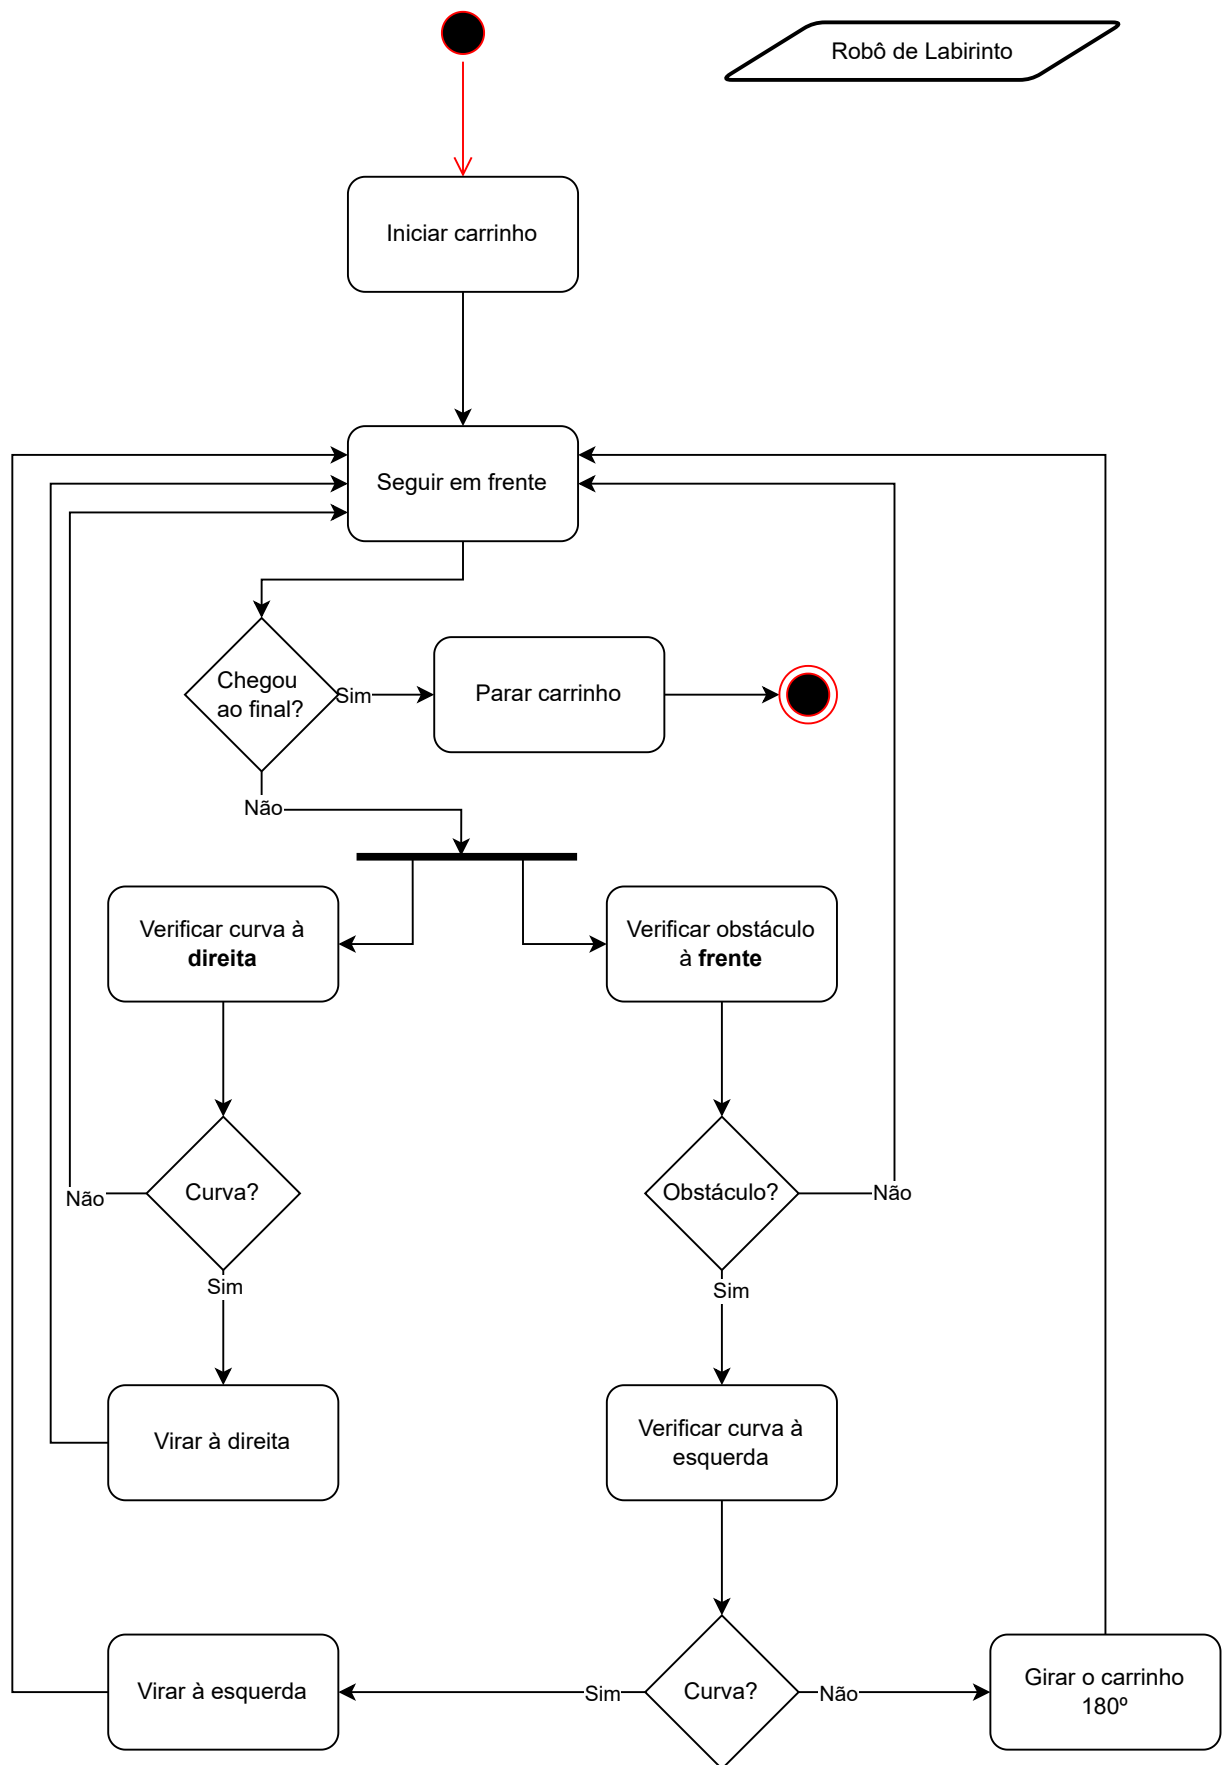 Robô de Labirinto
Iniciar carrinho
Seguir em frente
Chegou
ao final?
Sim
Parar carrinho
Não
Verificar curva à
direita
Verificar obstáculo
à frente
Curva?
Não
Sim
Obstáculo?
Não
Sim
Virar à direita
Verificar curva à
esquerda
Virar à esquerda
Sim
Curva?
Não
Girar o carrinho
180º